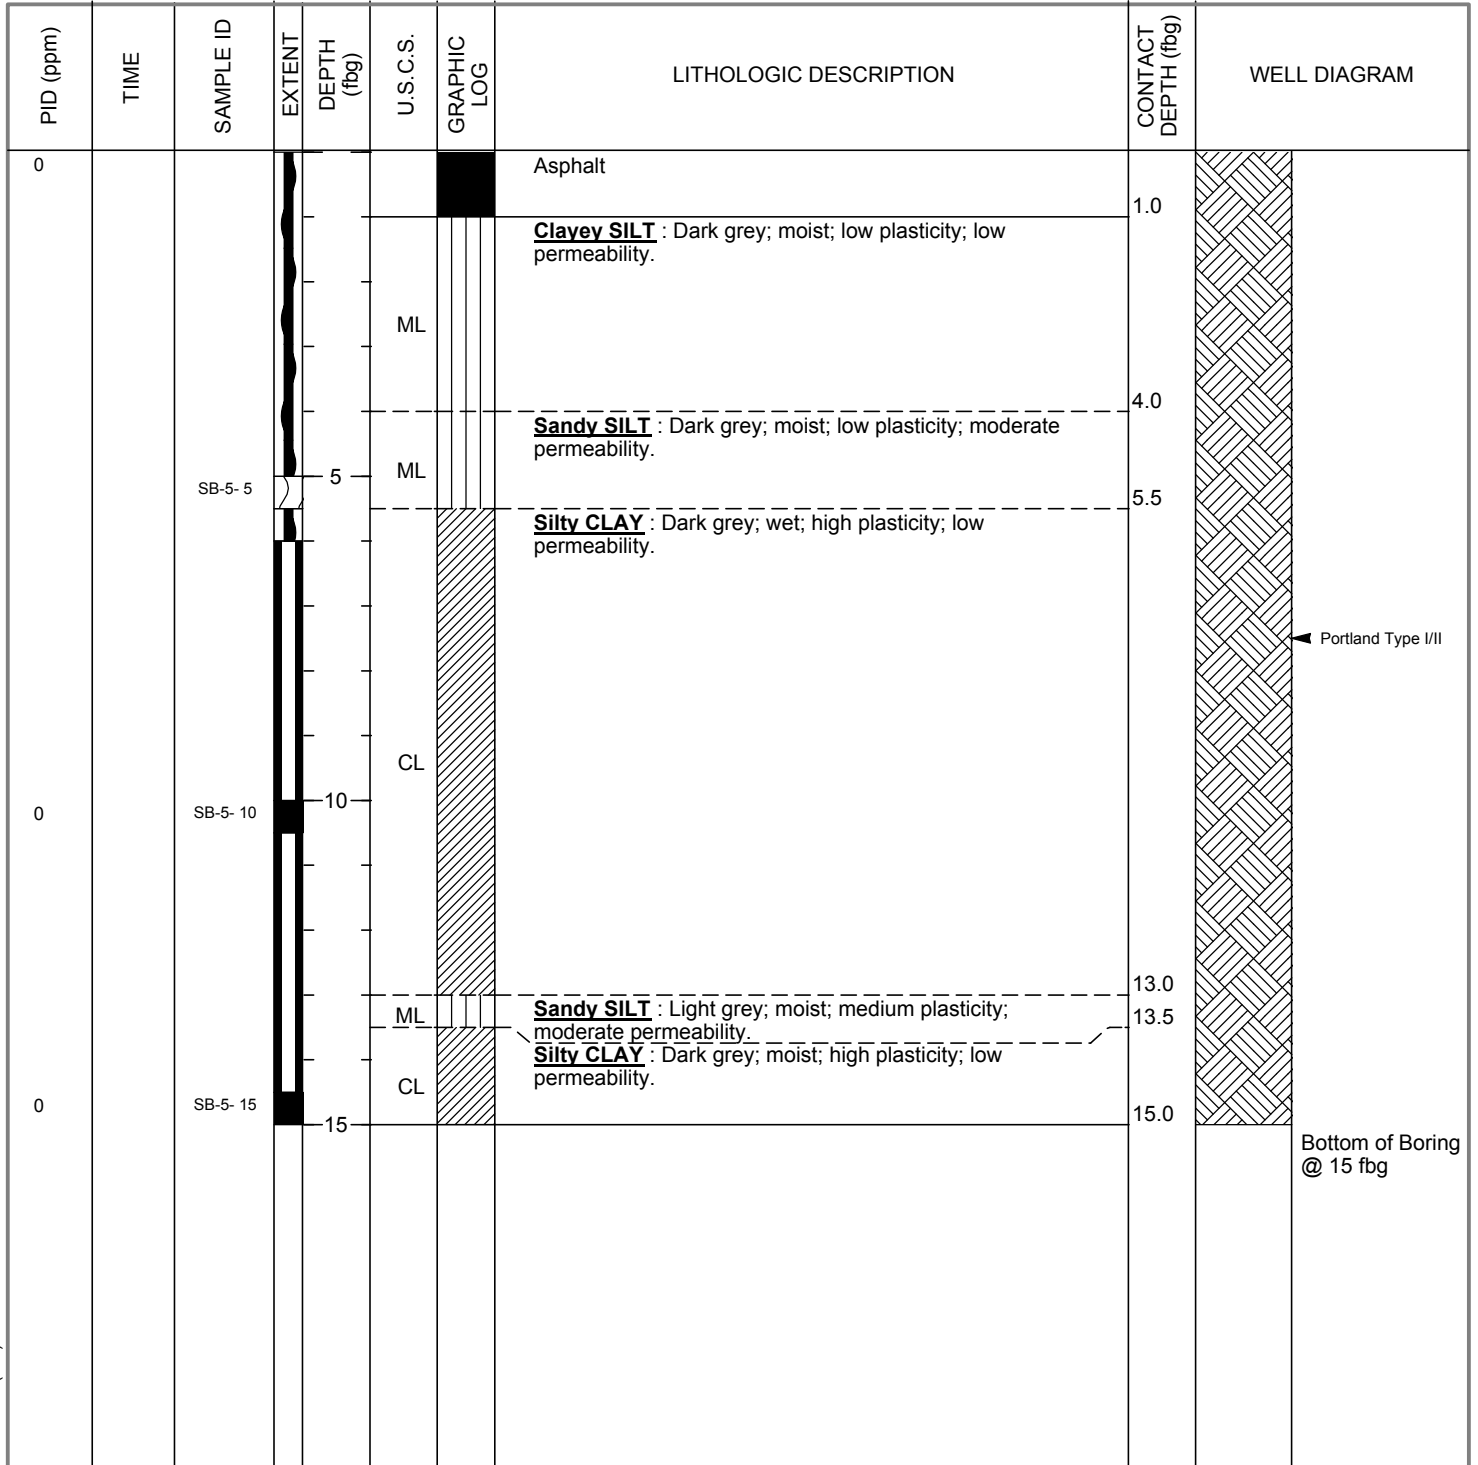 PID (ppm)
TIME
SAMPLE ID
EXTENT
DEPTH
(fbg)
U.S.C.S.
GRAPHIC
LOG
LITHOLOGIC DESCRIPTION
CONTACT
DEPTH (fbg)
WELL DIAGRAM
0
Asphalt
1.0
Clayey SILT : Dark grey; moist; low plasticity; low
permeability.
ML
4.0
Sandy SILT : Dark grey; moist; low plasticity; moderate
permeability.
ML
5
SB-5- 5
5.5
Silty CLAY : Dark grey; wet; high plasticity; low
permeability.
Portland Type I/II
CL
10
0
SB-5- 10
13.0
Sandy SILT : Light grey; moist; medium plasticity;
moderate permeability.
ML
13.5
Silty CLAY : Dark grey; moist; high plasticity; low
permeability.
CL
0
SB-5- 15
15.0
15
Bottom of Boring
@ 15 fbg